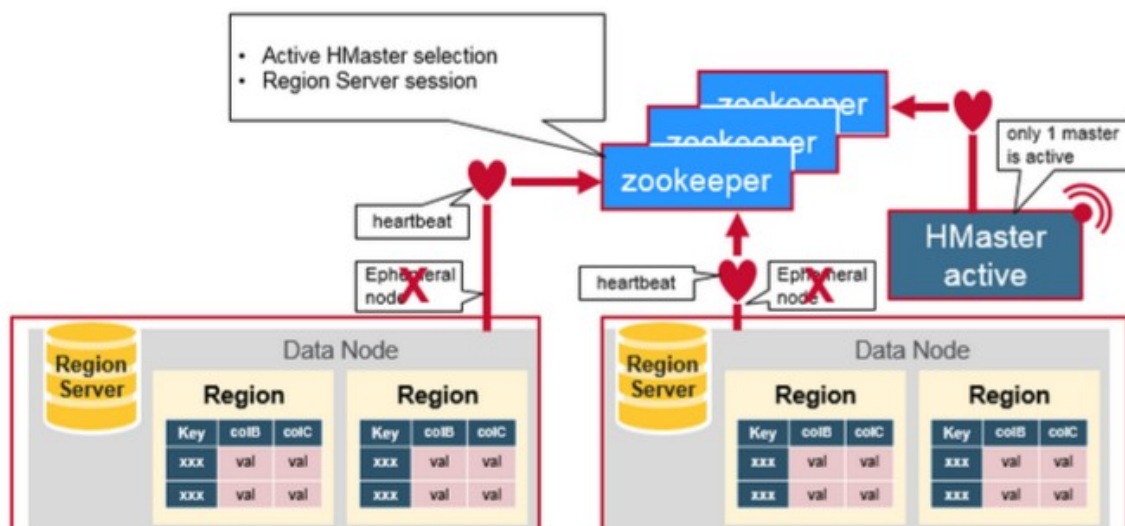 • Active HMaster selection
• Region Server session
zookeeper
zookeeper
zookeeper
only 1 master
is active
HMaster
active
heartbeat
Ephemeral
node
X
heartbeat
Ephemeral
node
X
Region
Server
Data Node
Region
Region
Key colB colC
xxx val val
xxx val val
Key colB colC
xxx val val
xxx val val
Region
Server
Data Node
Region
Region
Key colB colC
xxx val val
xxx val val
Key colB colC
xxx val val
xxx val val